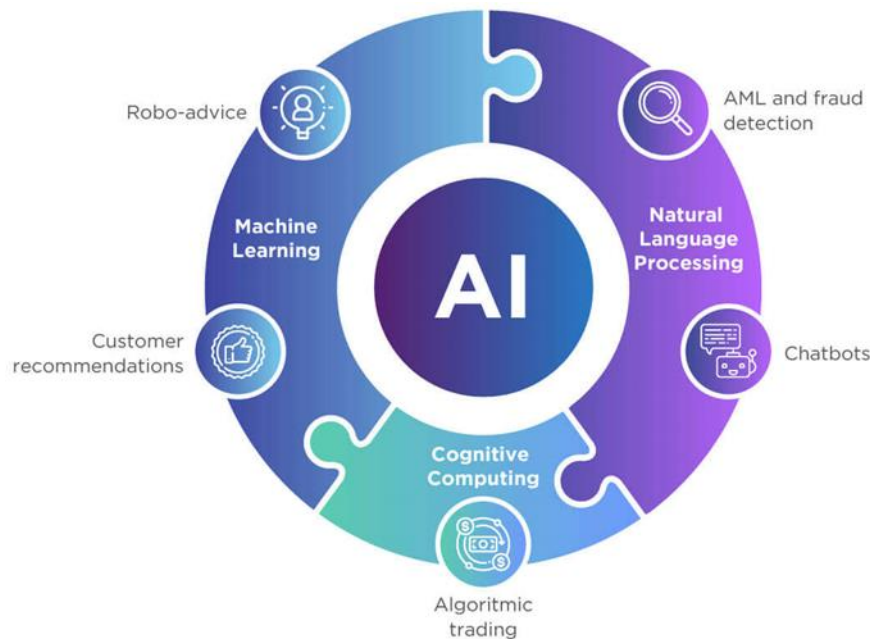 Robo-advice
AML and fraud
detection
Machine
Learning
Natural
Language
Processing
AI
Customer
recommendations
Chatbots
Cognitive
Computing
$
$
Algoritmic
trading